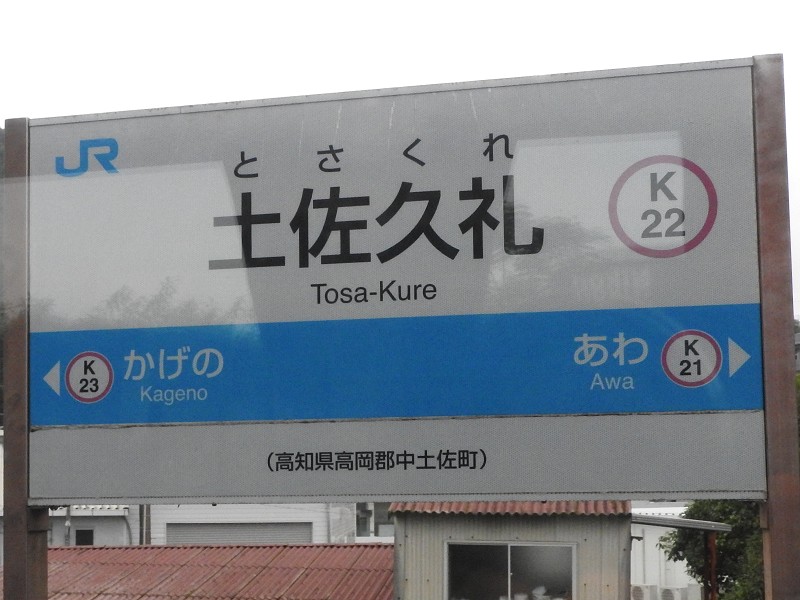 JR
とさくれ
土佐久礼
Tosa-Kure
K
22
K
23
かげの
Kageno
あわ
Awa
K
21
（高知県高岡郡中土佐町）